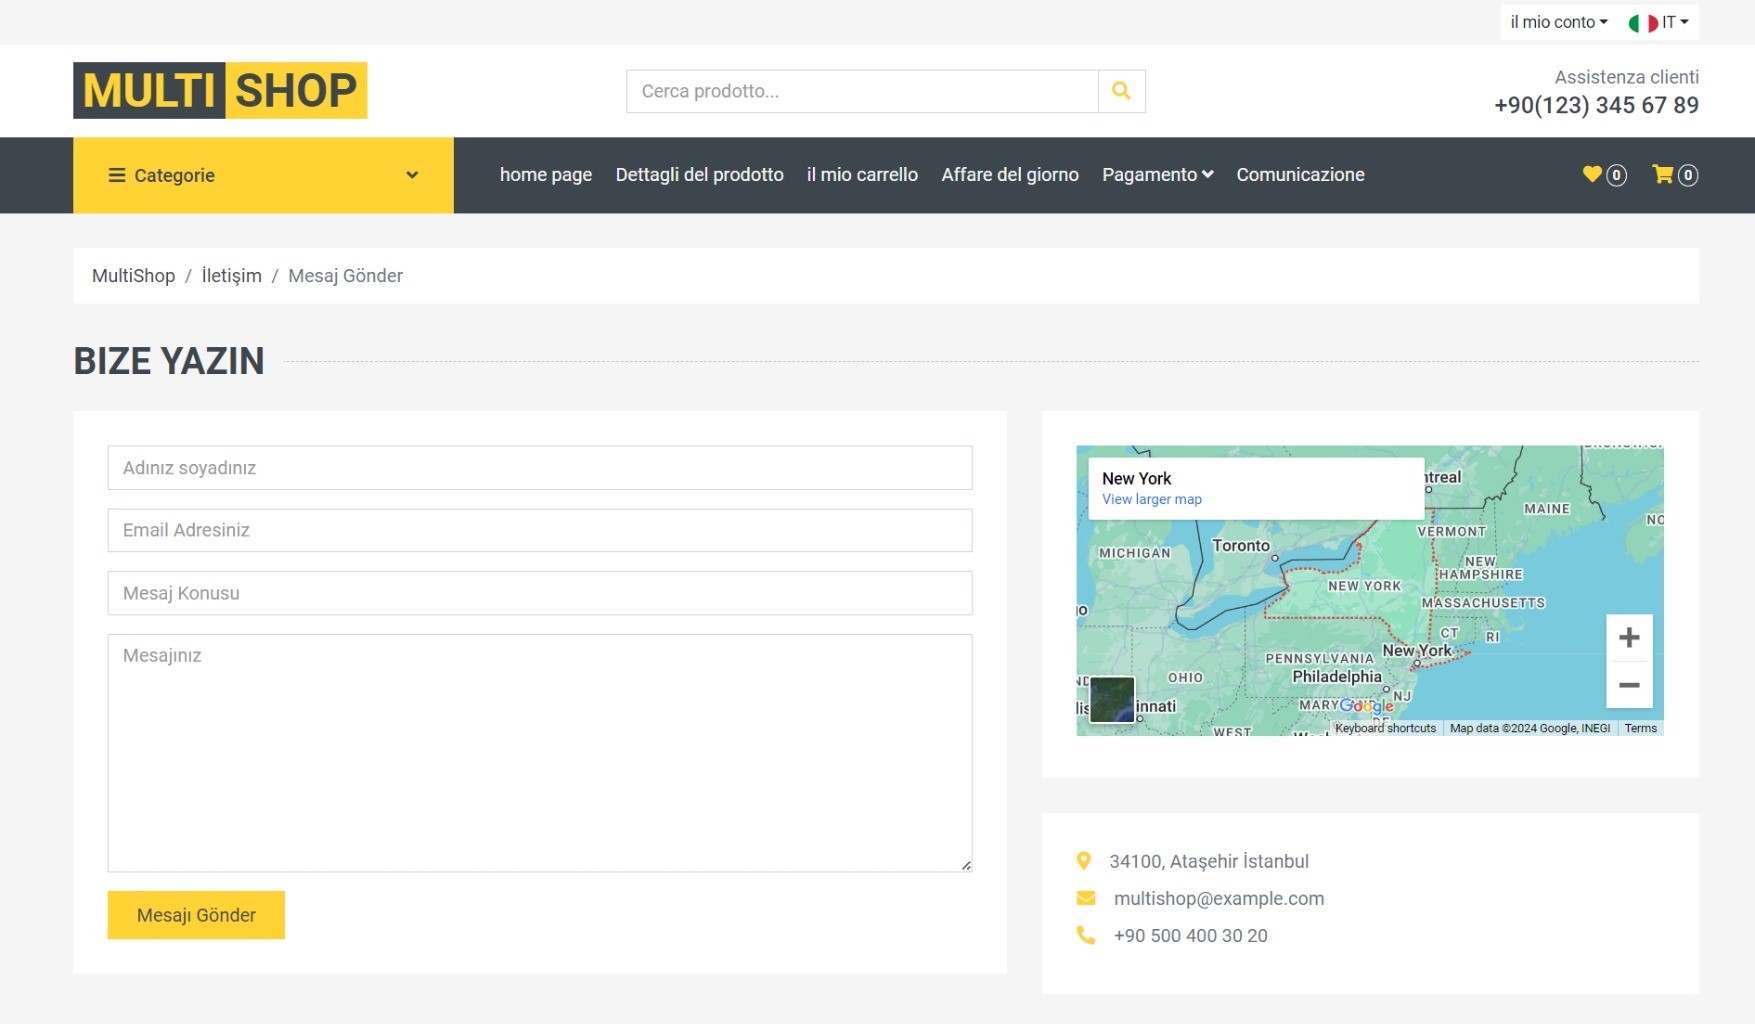 il mio conto
IT
MULTI SHOP
Cerca prodotto...
Assistenza clienti
+90(123) 345 67 89
Categorie
home page
Dettagli del prodotto
il mio carrello
Affare del giorno
Pagamento
Comunicazione
0
0
MultiShop / İletişim / Mesaj Gönder
BIZE YAZIN
Adınız soyadınız
Email Adresiniz
Mesaj Konusu
Mesajınız
Mesajı Gönder
New York
View larger map
ntreal
MAINE
VERMONT
Toronto
MICHIGAN
NEW
HAMPSHIRE
NEW YORK
MASSACHUSETTS
CT
RI
New York
PENNSYLVANIA
OHIO
Philadelphia
NJ
innati
Google
WEST
Keyboard shortcuts
Map data ©2024 Google, INEGI
Terms
34100, Ataşehir İstanbul
multishop@example.com
+90 500 400 30 20